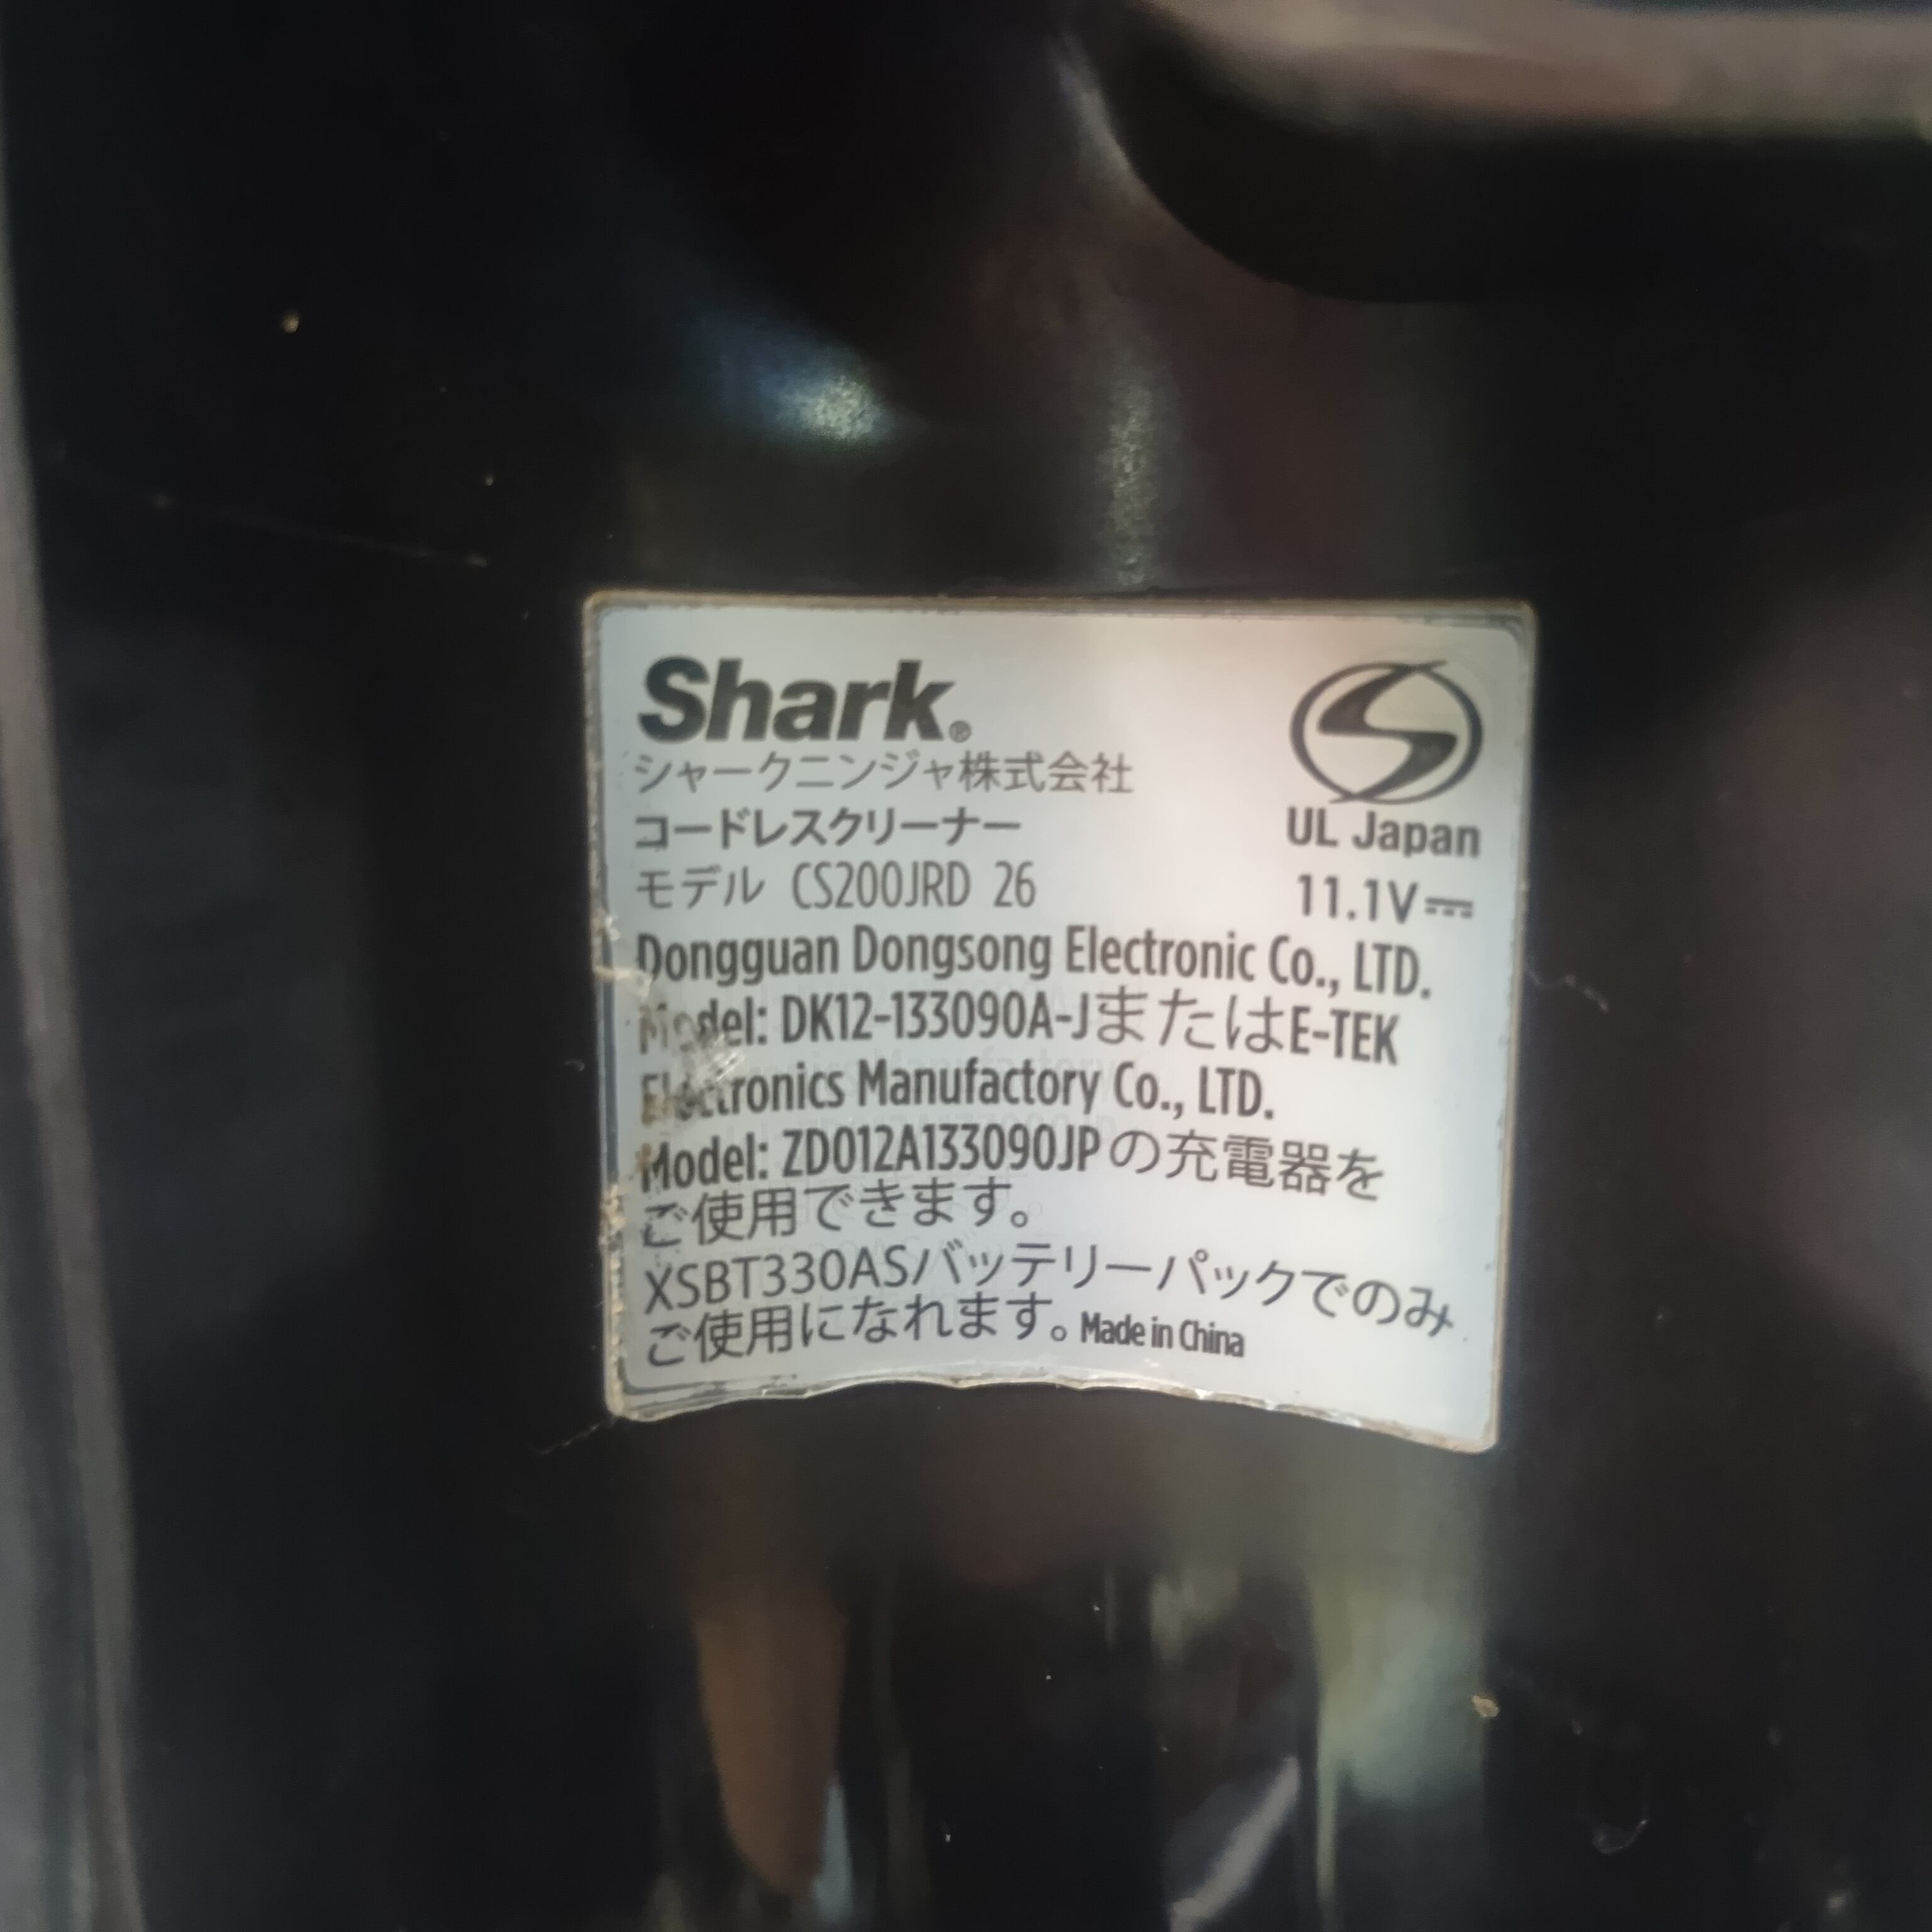 Shark®
シャークニンジャ株式会社
コードレスクリーナー
UL Japan
モデル CS200JRD 26
11.1V⎓
Dongguan Dongsong Electronic Co., LTD.
Model: DK12-133090A-JまたはE-TEK
Electronics Manufactory Co., LTD.
Model: ZD012A133090JPの充電器を
ご使用できます。
XSBT330ASバッテリーパックでのみ
ご使用になれます。Made in China